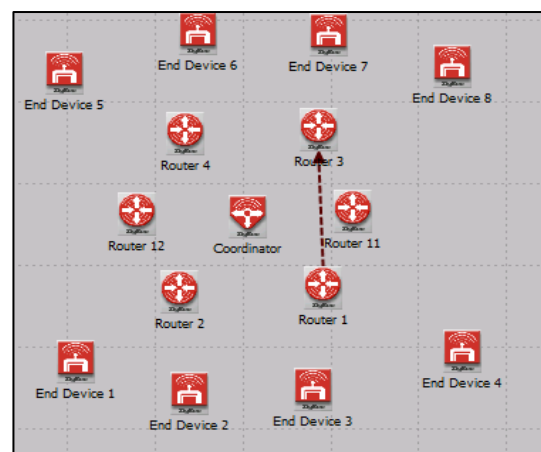 End Device 6
End Device 7
End Device 5
End Device 8
Router 4
Router 3
Router 12
Coordinator
Router 11
Router 2
Router 1
End Device 1
End Device 4
End Device 2
End Device 3